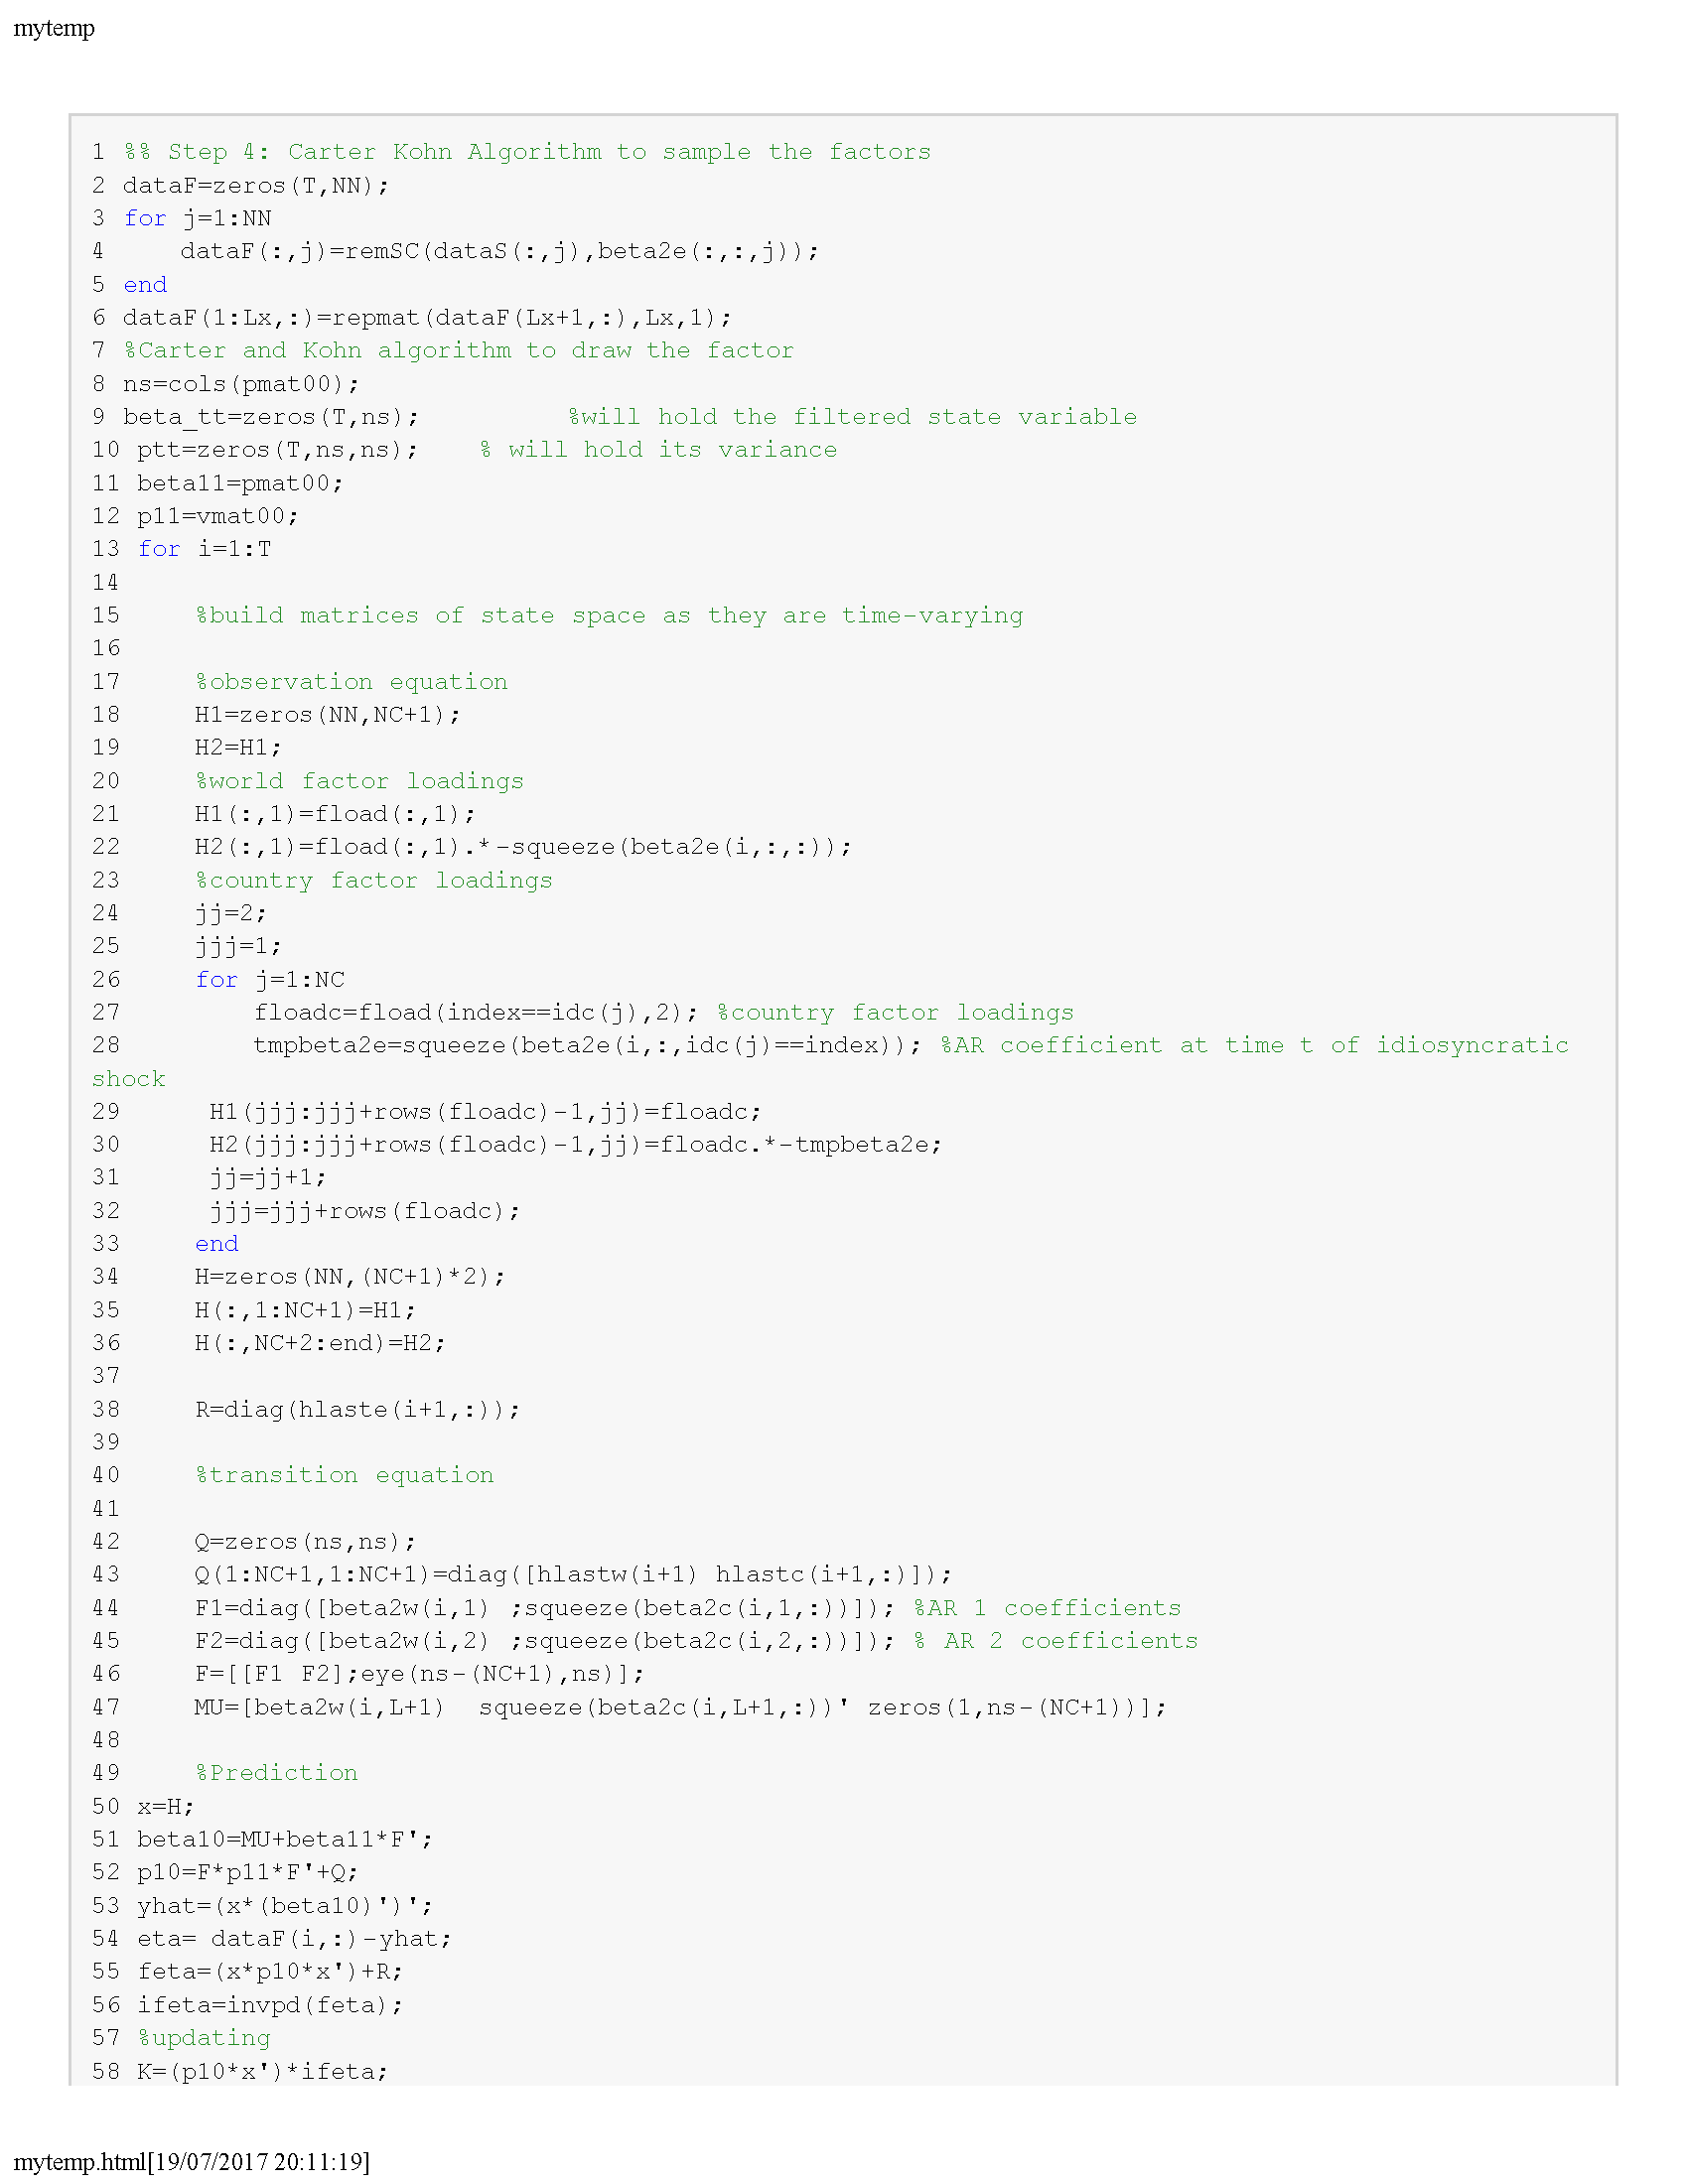 mytemp
1 %% Step 4: Carter Kohn Algorithm to sample the factors
2 dataF=zeros(T,NN);
3 for j=1:NN
4     dataF(:,j)=remSC(dataS(:,j),beta2e(:,:,j));
5 end
6 dataF(1:Lx,:)=repmat(dataF(Lx+1,:),Lx,1);
7 %Carter and Kohn algorithm to draw the factor
8 ns=cols(pmat00);
9 beta_tt=zeros(T,ns);          %will hold the filtered state variable
10 ptt=zeros(T,ns,ns);    % will hold its variance
11 beta11=pmat00;
12 p11=vmat00;
13 for i=1:T
14
15     %build matrices of state space as they are time-varying
16
17     %observation equation
18     H1=zeros(NN,NC+1);
19     H2=H1;
20     %world factor loadings
21     H1(:,1)=fload(:,1);
22     H2(:,1)=fload(:,1).*-squeeze(beta2e(i,:,:));
23     %country factor loadings
24     jj=2;
25     jjj=1;
26     for j=1:NC
27         floadc=fload(index==idc(j),2); %country factor loadings
28         tmpbeta2e=squeeze(beta2e(i,:,idc(j)==index)); %AR coefficient at time t of idiosyncratic
shock
29      H1(jjj:jjj+rows(floadc)-1,jj)=floadc;
30      H2(jjj:jjj+rows(floadc)-1,jj)=floadc.*-tmpbeta2e;
31      jj=jj+1;
32      jjj=jjj+rows(floadc);
33     end
34     H=zeros(NN,(NC+1)*2);
35     H(:,1:NC+1)=H1;
36     H(:,NC+2:end)=H2;
37
38     R=diag(hlaste(i+1,:));
39
40     %transition equation
41
42     Q=zeros(ns,ns);
43     Q(1:NC+1,1:NC+1)=diag([hlastw(i+1) hlastc(i+1,:)]);
44     F1=diag([beta2w(i,1) ;squeeze(beta2c(i,1,:))]); %AR 1 coefficients
45     F2=diag([beta2w(i,2) ;squeeze(beta2c(i,2,:))]); % AR 2 coefficients
46     F=[[F1 F2];eye(ns-(NC+1),ns)];
47     MU=[beta2w(i,L+1)  squeeze(beta2c(i,L+1,:))' zeros(1,ns-(NC+1))];
48
49     %Prediction
50 x=H;
51 beta10=MU+beta11*F';
52 p10=F*p11*F'+Q;
53 yhat=(x*(beta10)')';
54 eta= dataF(i,:)-yhat;
55 feta=(x*p10*x')+R;
56 ifeta=invpd(feta);
57 %updating
58 K=(p10*x')*ifeta;
mytemp.html[19/07/2017 20:11:19]